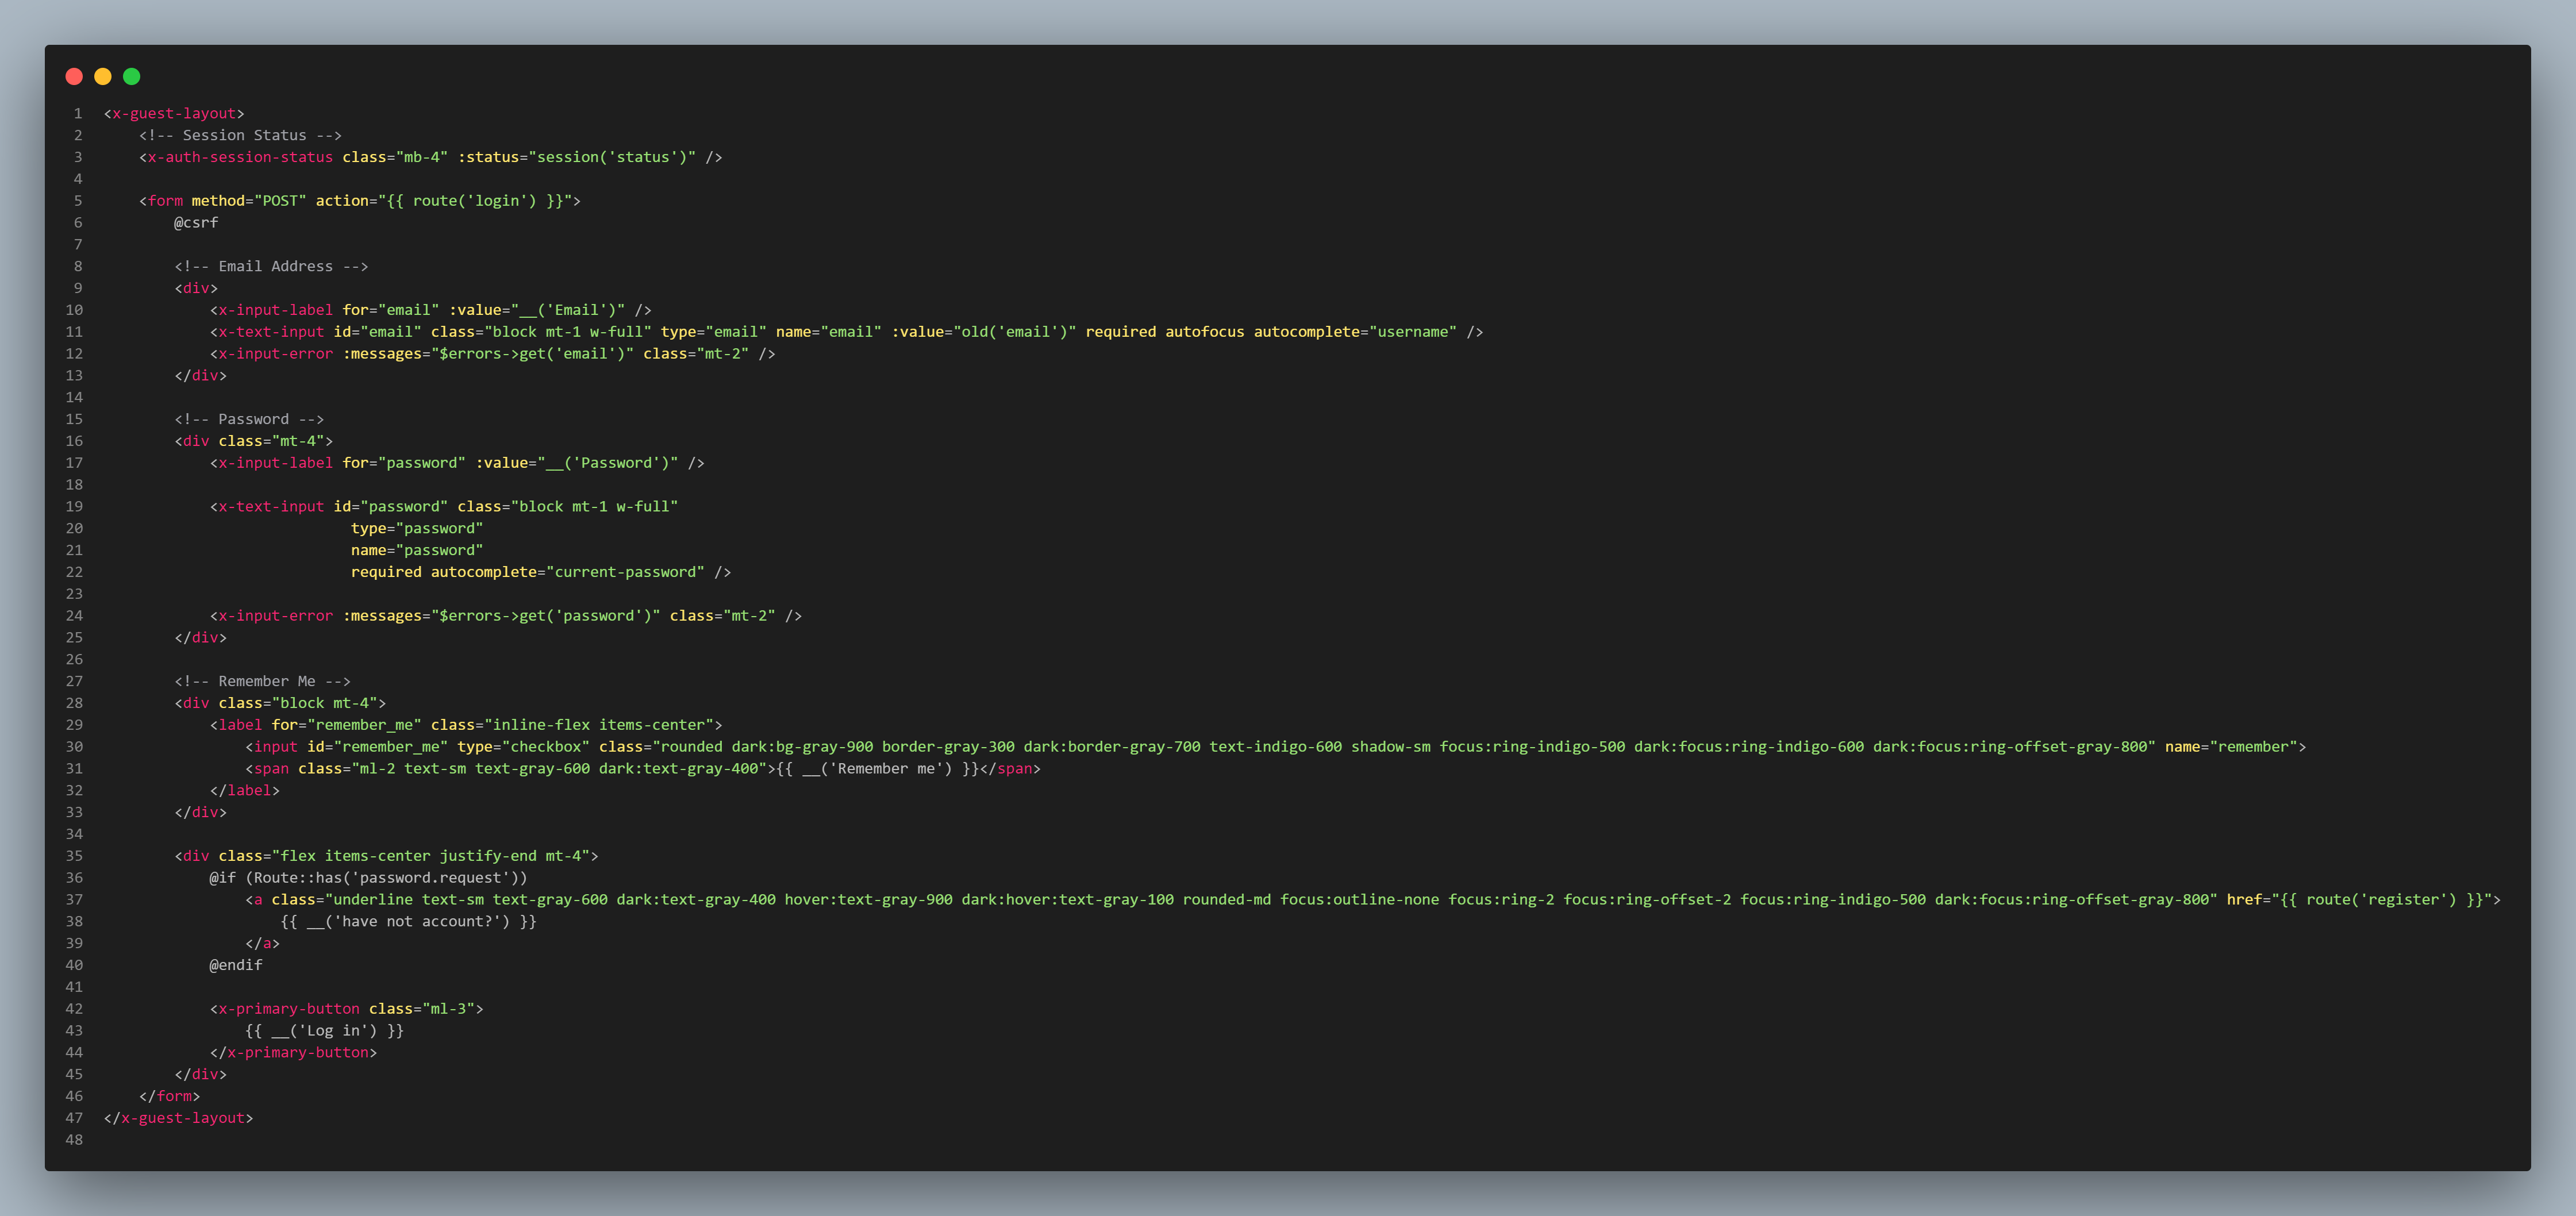 1 <x-guest-layout>
2     <!-- Session Status -->
3     <x-auth-session-status class="mb-4" :status="session('status')" />
4
5     <form method="POST" action="{{ route('login') }}">
6         @csrf
7
8         <!-- Email Address -->
9         <div>
10             <x-input-label for="email" :value="__('Email')" />
11             <x-text-input id="email" class="block mt-1 w-full" type="email" name="email" :value="old('email')" required autofocus autocomplete="username" />
12             <x-input-error :messages="$errors->get('email')" class="mt-2" />
13         </div>
14
15         <!-- Password -->
16         <div class="mt-4">
17             <x-input-label for="password" :value="__('Password')" />
18
19             <x-text-input id="password" class="block mt-1 w-full"
20                             type="password"
21                             name="password"
22                             required autocomplete="current-password" />
23
24             <x-input-error :messages="$errors->get('password')" class="mt-2" />
25         </div>
26
27         <!-- Remember Me -->
28         <div class="block mt-4">
29             <label for="remember_me" class="inline-flex items-center">
30                 <input id="remember_me" type="checkbox" class="rounded dark:bg-gray-900 border-gray-300 dark:border-gray-700 text-indigo-600 shadow-sm focus:ring-indigo-500 dark:focus:ring-indigo-600 dark:focus:ring-offset-gray-800" name="remember">
31                 <span class="ml-2 text-sm text-gray-600 dark:text-gray-400">{{ __('Remember me') }}</span>
32             </label>
33         </div>
34
35         <div class="flex items-center justify-end mt-4">
36             @if (Route::has('password.request'))
37                 <a class="underline text-sm text-gray-600 dark:text-gray-400 hover:text-gray-900 dark:hover:text-gray-100 rounded-md focus:outline-none focus:ring-2 focus:ring-offset-2 focus:ring-indigo-500 dark:focus:ring-offset-gray-800" href="{{ route('register') }}">
38                     {{ __('have not account?') }}
39                 </a>
40             @endif
41
42             <x-primary-button class="ml-3">
43                 {{ __('Log in') }}
44             </x-primary-button>
45         </div>
46     </form>
47 </x-guest-layout>
48